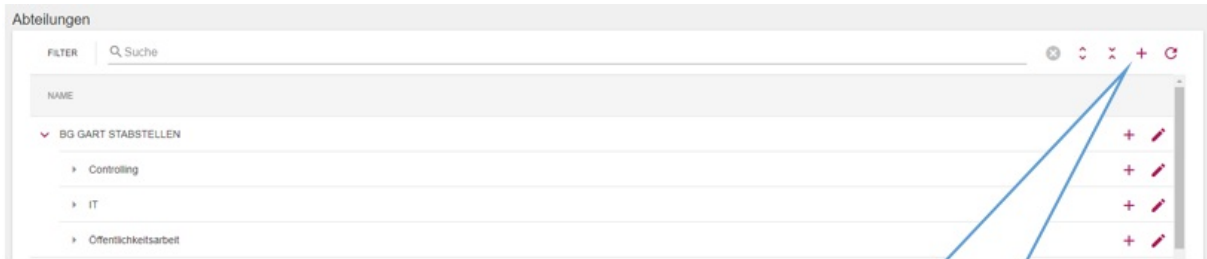 Abteilungen
FILTER Suche
NAME
BG GART STABSTELLEN
Controlling
IT
Öffentlichkeitsarbeit